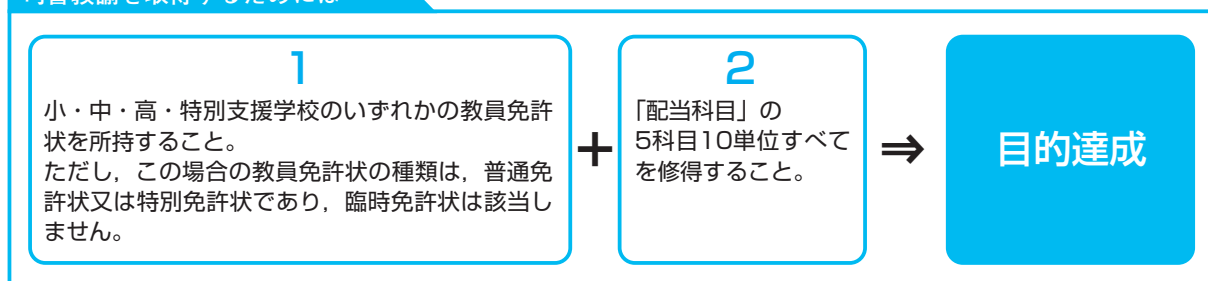 1
小・中・高・特別支援学校のいずれかの教員免許
状を所持すること。
ただし，この場合の教員免許状の種類は，普通免
許状又は特別免許状であり，臨時免許状は該当し
ません。
＋
2
「配当科目」の
5科目10単位すべて
を修得すること。
⇒
目的達成